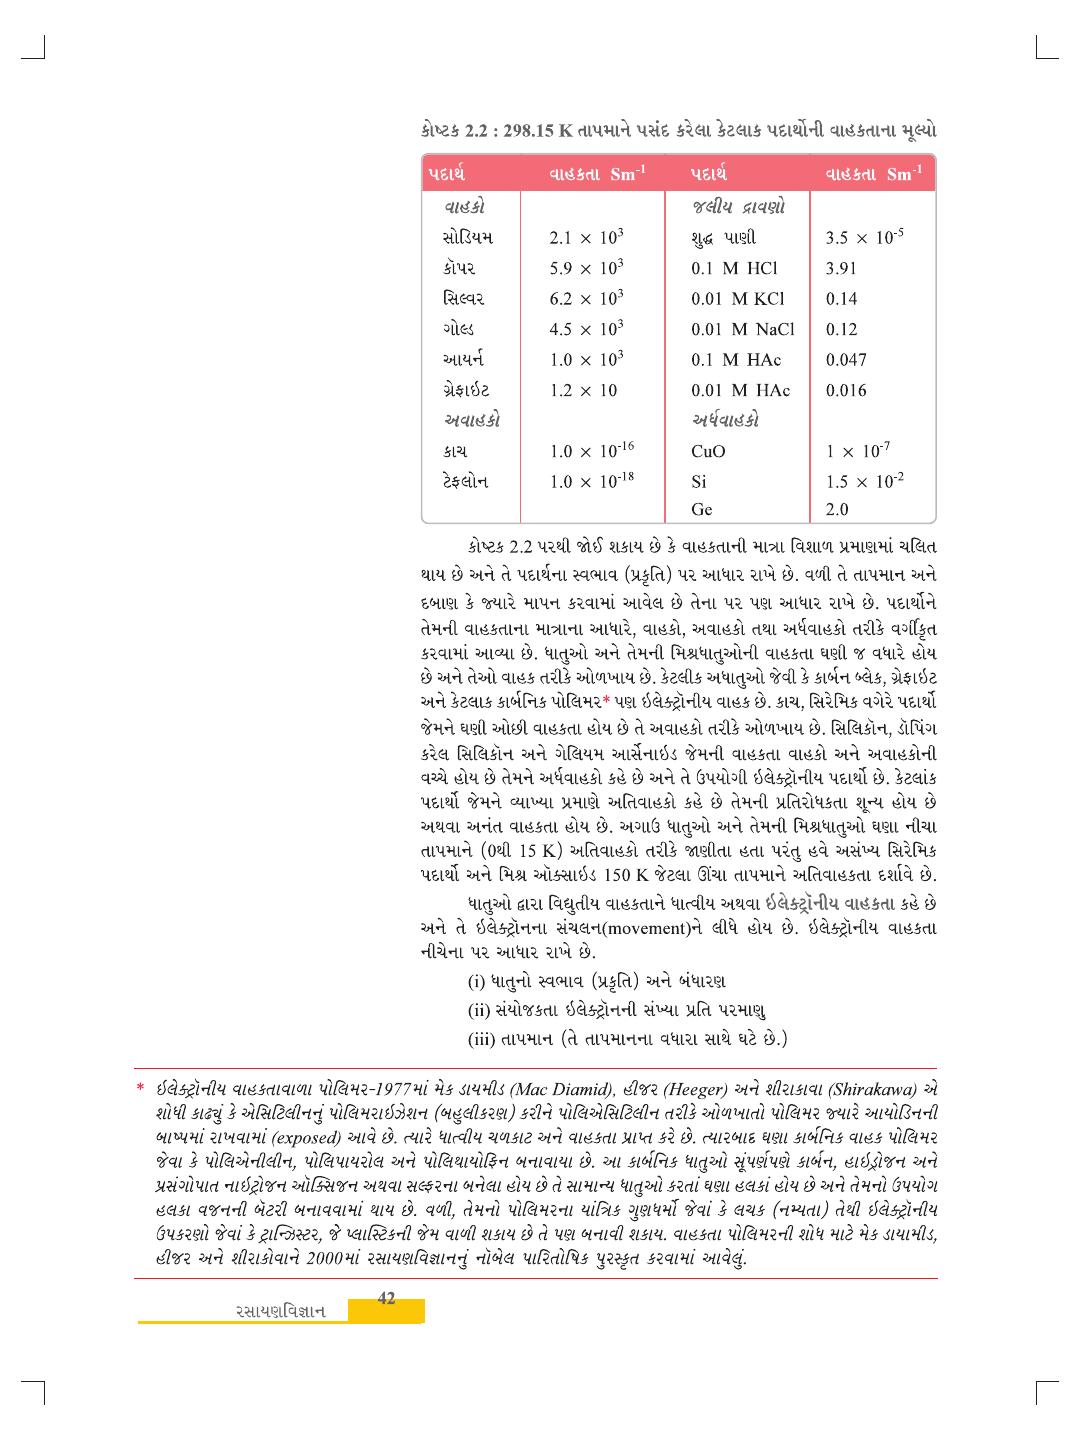 કોષ્ટક 2.2 : 298.15 K તાપમાને પસંદ કરેલા કેટલાક પદાર્થોની વાહકતાના મૂલ્યો
પદાર્થ વાહકતા Sm-1 પદાર્થ વાહકતા Sm-1
વાહકો જલીય દ્રાવણો
સોડિયમ 2.1 × 10³ શુદ્ધ પાણી 3.5 × 10-5
કૉપર 5.9 × 10³ 0.1 M HCl 3.91
સિલ્વર 6.2 × 10³ 0.01 M KCl 0.14
ગોલ્ડ 4.5 × 10³ 0.01 M NaCl 0.12
આયર્ન 1.0 × 10³ 0.1 M HAc 0.047
ગ્રેફાઇટ 1.2 × 10 0.01 M HAc 0.016
અવાહકો અર્ધવાહકો
કાચ 1.0 × 10-16 CuO 1 × 10-7
ટેફલોન 1.0 × 10-18 Si 1.5 × 10-2
Ge 2.0
કોષ્ટક 2.2 પરથી જોઈ શકાય છે કે વાહકતાની માત્રા વિશાળ પ્રમાણમાં ચલિત
થાય છે અને તે પદાર્થના સ્વભાવ (પ્રકૃતિ) પર આધાર રાખે છે. વળી તે તાપમાન અને
દબાણ કે જ્યારે માપન કરવામાં આવેલ છે તેના પર પણ આધાર રાખે છે. પદાર્થોને
તેમની વાહકતાના માત્રાના આધારે, વાહકો, અવાહકો તથા અર્ધવાહકો તરીકે વર્ગીકૃત
કરવામાં આવ્યા છે. ધાતુઓ અને તેમની મિશ્રધાતુઓની વાહકતા ઘણી જ વધારે હોય
છે અને તેઓ વાહક તરીકે ઓળખાય છે. કેટલીક અધાતુઓ જેવી કે કાર્બન બ્લેક, ગ્રેફાઇટ
અને કેટલાક કાર્બનિક પોલિમર* પણ ઇલેક્ટ્રૉનીય વાહક છે. કાચ, સિરેમિક વગેરે પદાર્થો
જેમને ઘણી ઓછી વાહકતા હોય છે તે અવાહકો તરીકે ઓળખાય છે. સિલિકૉન, ડૉપિંગ
કરેલ સિલિકૉન અને ગેલિયમ આર્સેનાઇડ જેમની વાહકતા વાહકો અને અવાહકોની
વચ્ચે હોય છે તેમને અર્ધવાહકો કહે છે અને તે ઉપયોગી ઇલેક્ટ્રૉનીય પદાર્થો છે. કેટલાંક
પદાર્થો જેમને વ્યાખ્યા પ્રમાણે અતિવાહકો કહે છે તેમની પ્રતિરોધકતા શૂન્ય હોય છે
અથવા અનંત વાહકતા હોય છે. અગાઉ ધાતુઓ અને તેમની મિશ્રધાતુઓ ઘણા નીચા
તાપમાને (0થી 15 K) અતિવાહકો તરીકે જાણીતા હતા પરંતુ હવે અસંખ્ય સિરેમિક
પદાર્થો અને મિશ્ર ઑક્સાઇડ 150 K જેટલા ઊંચા તાપમાને અતિવાહકતા દર્શાવે છે.
ધાતુઓ દ્વારા વિદ્યુતીય વાહકતાને ધાત્વીય અથવા ઇલેક્ટ્રૉનીય વાહકતા કહે છે
અને તે ઇલેક્ટ્રૉનના સંચલન(movement)ને લીધે હોય છે. ઇલેક્ટ્રૉનીય વાહકતા
નીચેના પર આધાર રાખે છે.
(i) ધાતુનો સ્વભાવ (પ્રકૃતિ) અને બંધારણ
(ii) સંયોજકતા ઇલેક્ટ્રૉનની સંખ્યા પ્રતિ પરમાણુ
(iii) તાપમાન (તે તાપમાનના વધારા સાથે ઘટે છે.)
* ઇલેક્ટ્રૉનીય વાહકતાવાળા પોલિમર-1977માં મેક ડાયમીડ (Mac Diamid), હીજર (Heeger) અને શીરાકાવા (Shirakawa) એ
શોધી કાઢ્યું કે એસિટિલીનનું પોલિમરાઇઝેશન (બહુલીકરણ) કરીને પોલિએસિટિલીન તરીકે ઓળખાતો પોલિમર જ્યારે આયોડિનની
બાષ્પમાં રાખવામાં (exposed) આવે છે. ત્યારે ધાત્વીય ચળકાટ અને વાહકતા પ્રાપ્ત કરે છે. ત્યારબાદ ઘણા કાર્બનિક વાહક પોલિમર
જેવા કે પોલિએનીલીન, પોલિપાયરોલ અને પોલિથાયોફિન બનાવાયા છે. આ કાર્બનિક ધાતુઓ સૂંપર્ણપણે કાર્બન, હાઇડ્રોજન અને
પ્રસંગોપાત નાઇટ્રોજન ઑક્સિજન અથવા સલ્ફરના બનેલા હોય છે તે સામાન્ય ધાતુઓ કરતાં ઘણા હલકાં હોય છે અને તેમનો ઉપયોગ
હલકા વજનની બૅટરી બનાવવામાં થાય છે. વળી, તેમનો પોલિમરના યાંત્રિક ગુણધર્મો જેવાં કે લચક (નમ્યતા) તેથી ઇલેક્ટ્રૉનીય
ઉપકરણો જેવાં કે ટ્રાન્ઝિસ્ટર, જે પ્લાસ્ટિકની જેમ વાળી શકાય છે તે પણ બનાવી શકાય. વાહકતા પોલિમરની શોધ માટે મેક ડાયામીડ,
હીજર અને શીરાકોવાને 2000માં રસાયણવિજ્ઞાનનું નૉબેલ પારિતોષિક પુરસ્કૃત કરવામાં આવેલું.
42
રસાયણવિજ્ઞાન